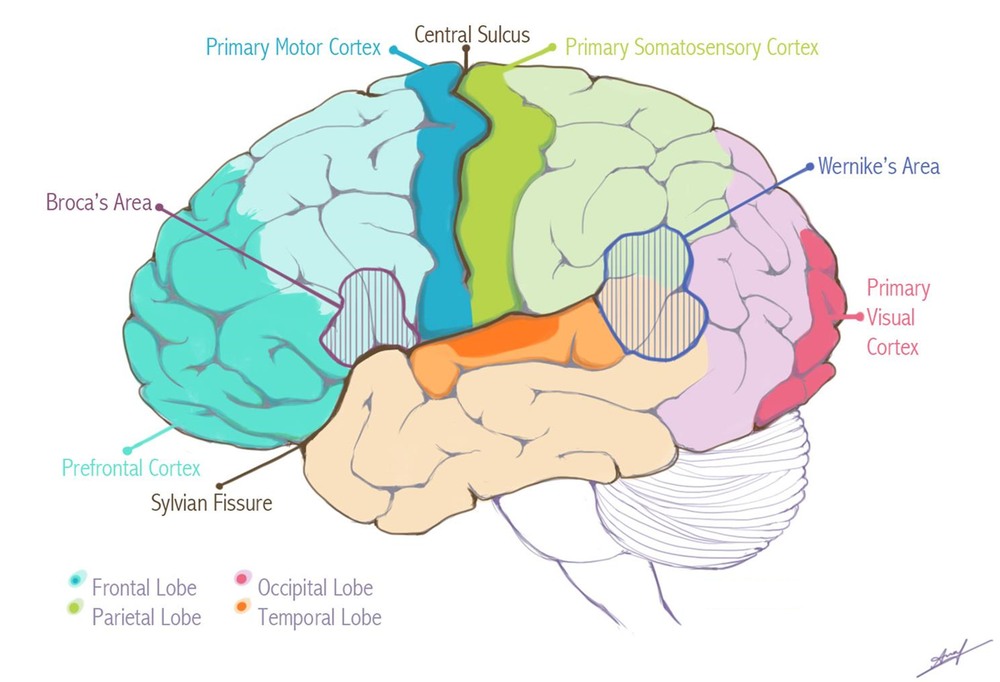 Central Sulcus
Primary Motor Cortex
Primary Somatosensory Cortex
Wernike's Area
Broca's Area
Primary
Visual
Cortex
Prefrontal Cortex
Sylvian Fissure
Frontal Lobe
Occipital Lobe
Parietal Lobe
Temporal Lobe